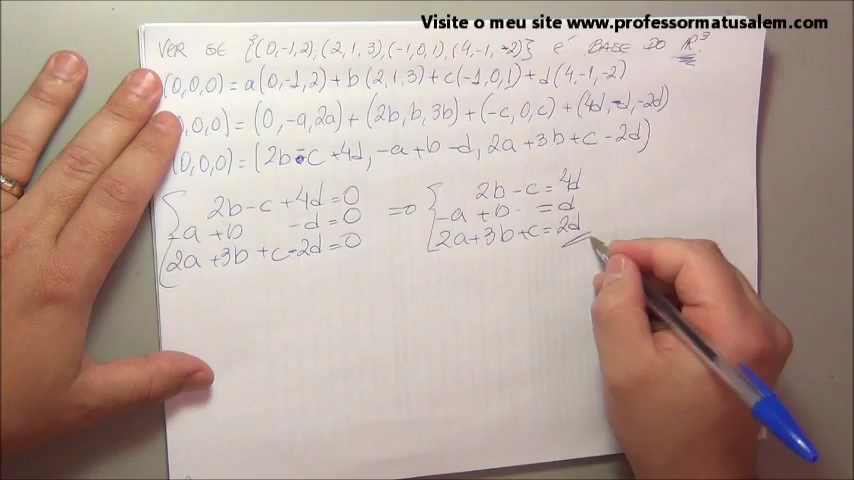 Visite o meu site www.professormatusalem.com
VER SE {(0,-1,2),(2,1,3),(-1,0,1),(4,-1,-2)} É BASE DO R³.
(0,0,0) = a(0,-1,2) + b(2,1,3) + c(-1,0,1) + d(4,-1,-2)
0,0,0) = (0,-a,2a) + (2b,b,3b) + (-c,0,c) + (4d,-d,-2d)
(0,0,0) = (2b-c+4d, -a+b-d, 2a+3b+c-2d)
{ 2b-c+4d=0 => { 2b-c=4d
-a+b -d=0 -a+b =d
2a+3b+c-2d=0 2a+3b+c=2d